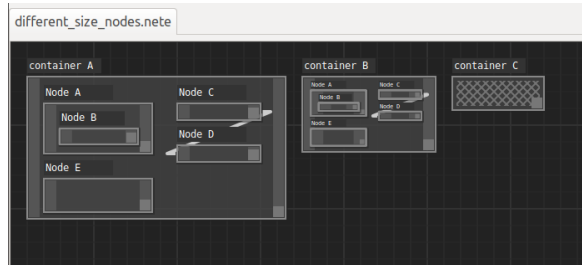 different_size_nodes.nete
container A
container B
container C
Node A
Node C
Node B
Node D
Node E
Node A
Node C
Node B
Node D
Node E